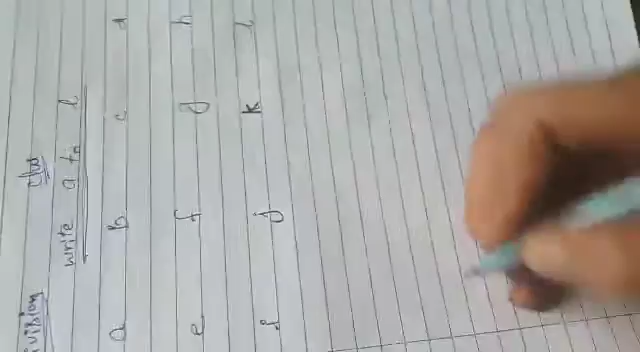 c/w
write a to l
a b c d
e f g h
i j k l